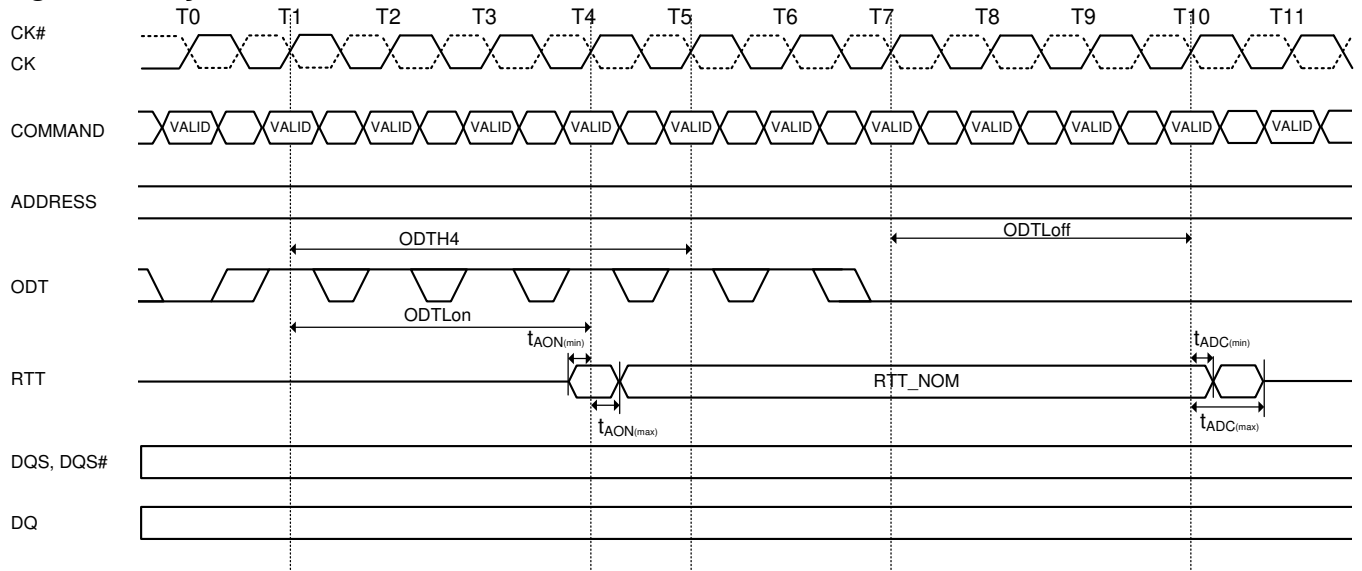 T0 T1 T2 T3 T4 T5 T6 T7 T8 T9 T10 T11
CK#
CK
COMMAND VALID VALID VALID VALID VALID VALID VALID VALID VALID VALID VALID VALID
ADDRESS
ODTH4 ODTLoff
ODT
ODTLon
tAON(min) tADC(min)
RTT RTT_NOM
tAON(max) tADC(max)
DQS, DQS#
DQ